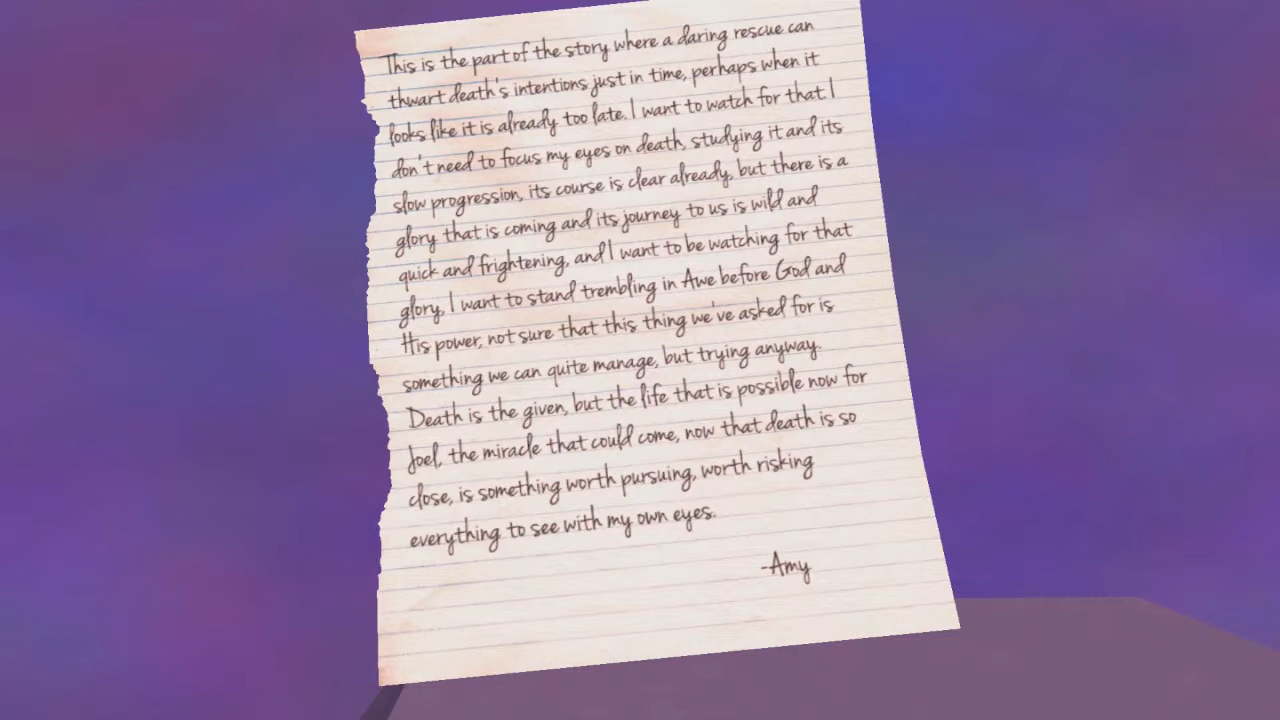 This is the part of the story where a daring rescue can
thwart death's intentions just in time, perhaps when it
looks like it is already too late. I want to watch for that. I
don't need to focus my eyes on death, studying it and its
slow progression, its course is clear already, but there is a
glory that is coming and its journey to us is wild and
quick and frightening, and I want to be watching for that
glory, I want to stand trembling in Awe before God and
His power, not sure that this thing we've asked for is
something we can quite manage, but trying anyway.
Death is the given, but the life that is possible now for
Joel, the miracle that could come, now that death is so
close, is something worth pursuing, worth risking
everything to see with my own eyes.
-Amy